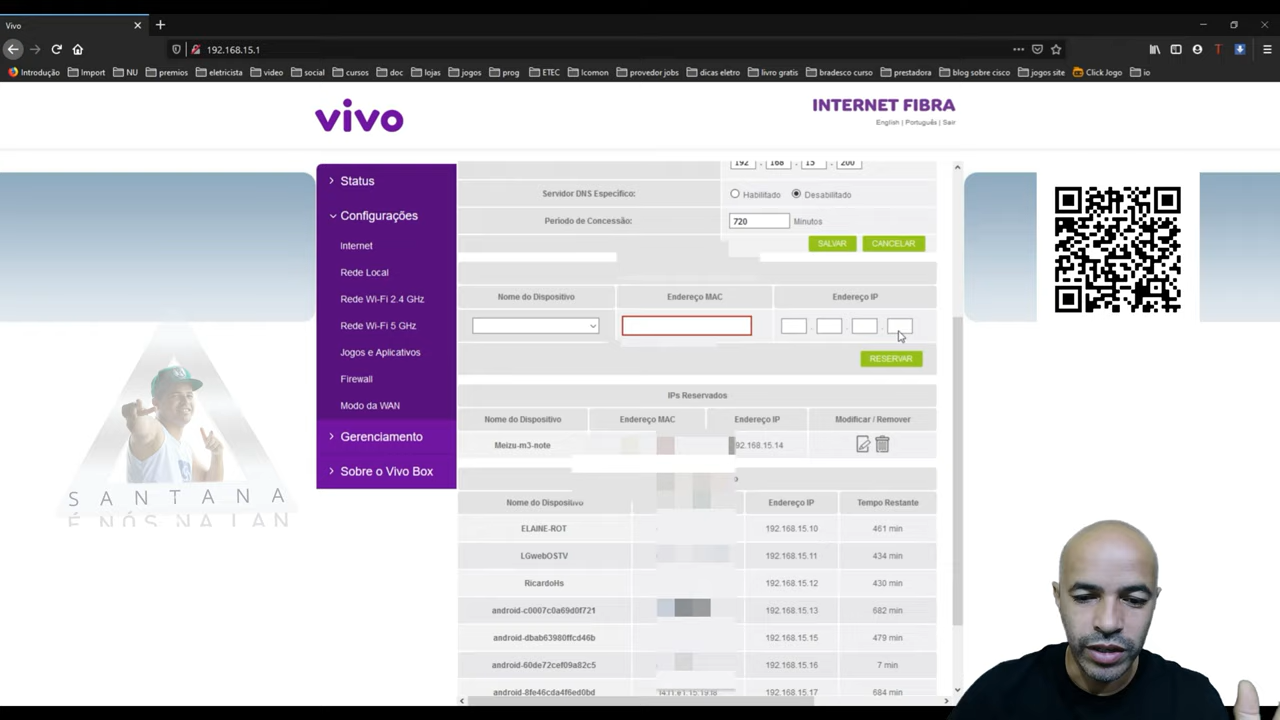 Vivo
192.168.15.1
Introdução Import NU premios eletricista video social cursos doc lojas jogos prog ETEC Icomon provedor jobs dicas eletro livro gratis bradesco curso prestadora blog sobre cisco jogos site Click Jogo io
vivo
INTERNET FIBRA
English | Português | Sair
Status
Configurações
Internet
Rede Local
Rede Wi-Fi 2.4 GHz
Rede Wi-Fi 5 GHz
Jogos e Aplicativos
Firewall
Modo da WAN
Gerenciamento
Sobre o Vivo Box
192 . 168 . 15 . 200
Servidor DNS Específico: Habilitado Desabilitado
Período de Concessão: 720 Minutos
SALVAR CANCELAR
Nome do Dispositivo Endereço MAC Endereço IP
RESERVAR
IPs Reservados
Nome do Dispositivo Endereço MAC Endereço IP Modificar / Remover
Meizu-m3-note 92.168.15.14
Nome do Dispositivo Endereço IP Tempo Restante
ELAINE-ROT 192.168.15.10 461 min
LGwebOSTV 192.168.15.11 434 min
RicardoHs 192.168.15.12 430 min
android-c0007c0a69d0f721 192.168.15.13 682 min
android-dbab63980ffcd46b 192.168.15.15 479 min
android-60de72cef09a82c5 192.168.15.16 7 min
android-8fe46cda4f6ed0bd 192.168.15.17 684 min
SANTANA
É NÓS NA LAN